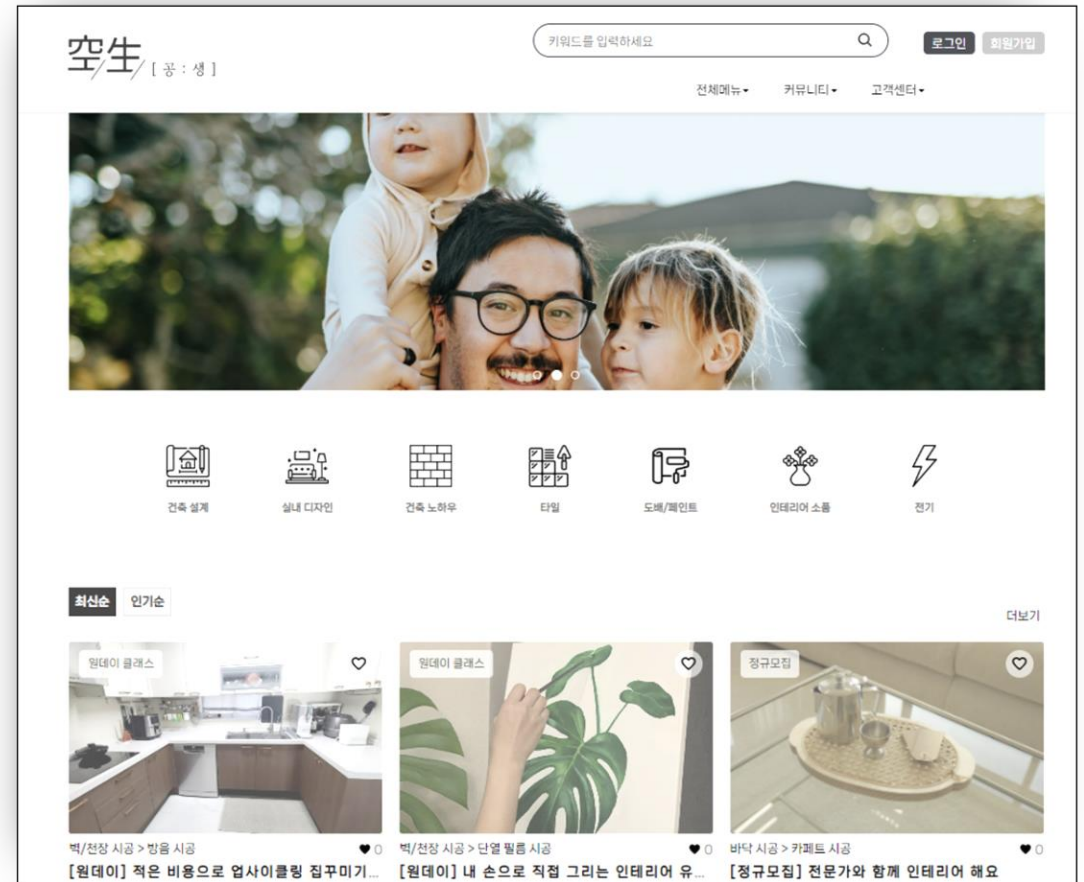 空生 [ 공 : 생 ]
키워드를 입력하세요
로그인 회원가입
전체메뉴 커뮤니티 고객센터
건축 설계 실내 디자인 건축 노하우 타일 도배/페인트 인테리어 소품 전기
최신순 인기순
더보기
원데이 클래스 원데이 클래스 정규모집
벽/천장 시공 > 방음 시공 0 벽/천장 시공 > 단열 필름 시공 0 바닥 시공 > 카페트 시공 0
[원데이] 적은 비용으로 업사이클링 집꾸미기... [원데이] 내 손으로 직접 그리는 인테리어 유... [정규모집] 전문가와 함께 인테리어 해요